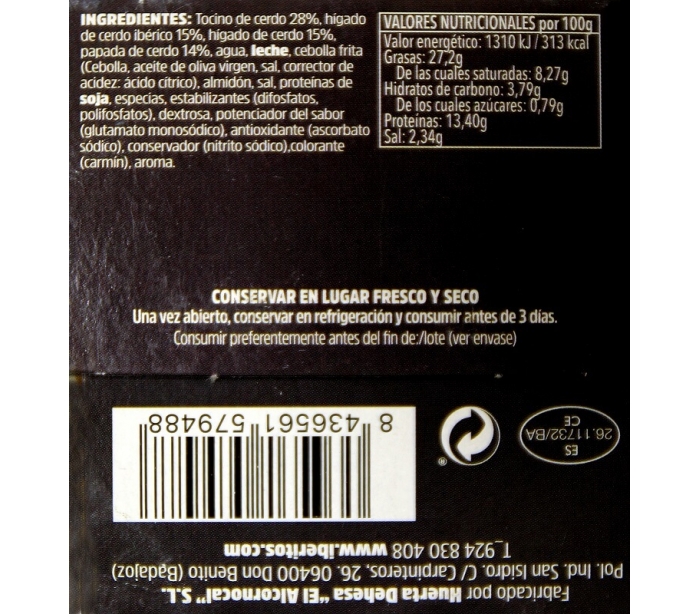 INGREDIENTES: Tocino de cerdo 28%, hígado
de cerdo ibérico 15%, hígado de cerdo 15%,
papada de cerdo 14%, agua, leche, cebolla frita
(Cebolla, aceite de oliva virgen, sal, corrector de
acidez: ácido cítrico), almidón, sal, proteínas de
soja, especias, estabilizantes (difosfatos,
polifosfatos), dextrosa, potenciador del sabor
(glutamato monosódico), antioxidante (ascorbato
sódico), conservador (nitrito sódico),colorante
(carmín), aroma.
VALORES NUTRICIONALES por 100g
Valor energético: 1310 kJ / 313 kcal
Grasas: 27,2g
De las cuales saturadas: 8,27g
Hidratos de carbono: 3,79g
De los cuales azúcares: 0,79g
Proteínas: 13,40g
Sal: 2,34g
CONSERVAR EN LUGAR FRESCO Y SECO
Una vez abierto, conservar en refrigeración y consumir antes de 3 días.
Consumir preferentemente antes del fin de:/lote (ver envase)
Fabricado por Huerta Dehesa "El Alcornocal" S.L.
Pol. Ind. San Isidro. C/ Carpinteros, 26. 06400 Don Benito (Badajoz)
T_924 830 408 www.iberitos.com
ES
26.11732/BA
CE
8 436561 579488